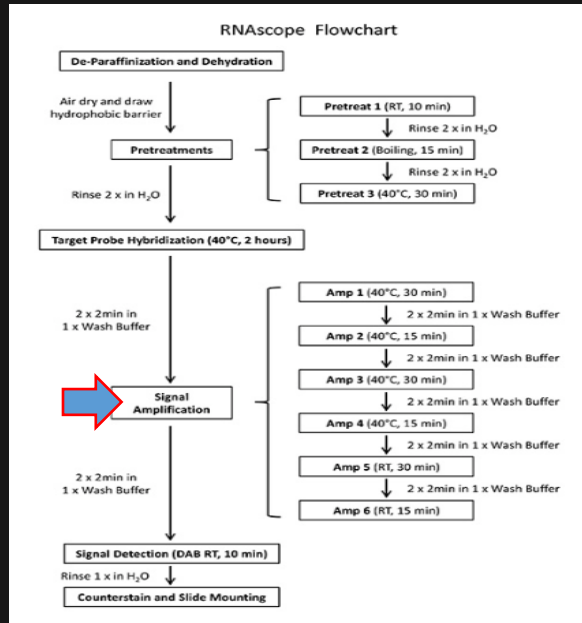 RNAscope Flowchart
De-Paraffinization and Dehydration
Air dry and draw
hydrophobic barrier
Pretreatments
Pretreat 1 (RT, 10 min)
Rinse 2 x in H₂O
Pretreat 2 (Boiling, 15 min)
Rinse 2 x in H₂O
Pretreat 3 (40°C, 30 min)
Rinse 2 x in H₂O
Target Probe Hybridization (40°C, 2 hours)
2 x 2min in
1 x Wash Buffer
Signal
Amplification
Amp 1 (40°C, 30 min)
2 x 2min in 1 x Wash Buffer
Amp 2 (40°C, 15 min)
2 x 2min in 1 x Wash Buffer
Amp 3 (40°C, 30 min)
2 x 2min in 1 x Wash Buffer
Amp 4 (40°C, 15 min)
2 x 2min in 1 x Wash Buffer
Amp 5 (RT, 30 min)
2 x 2min in 1 x Wash Buffer
Amp 6 (RT, 15 min)
2 x 2min in
1 x Wash Buffer
Signal Detection (DAB RT, 10 min)
Rinse 1 x in H₂O
Counterstain and Slide Mounting